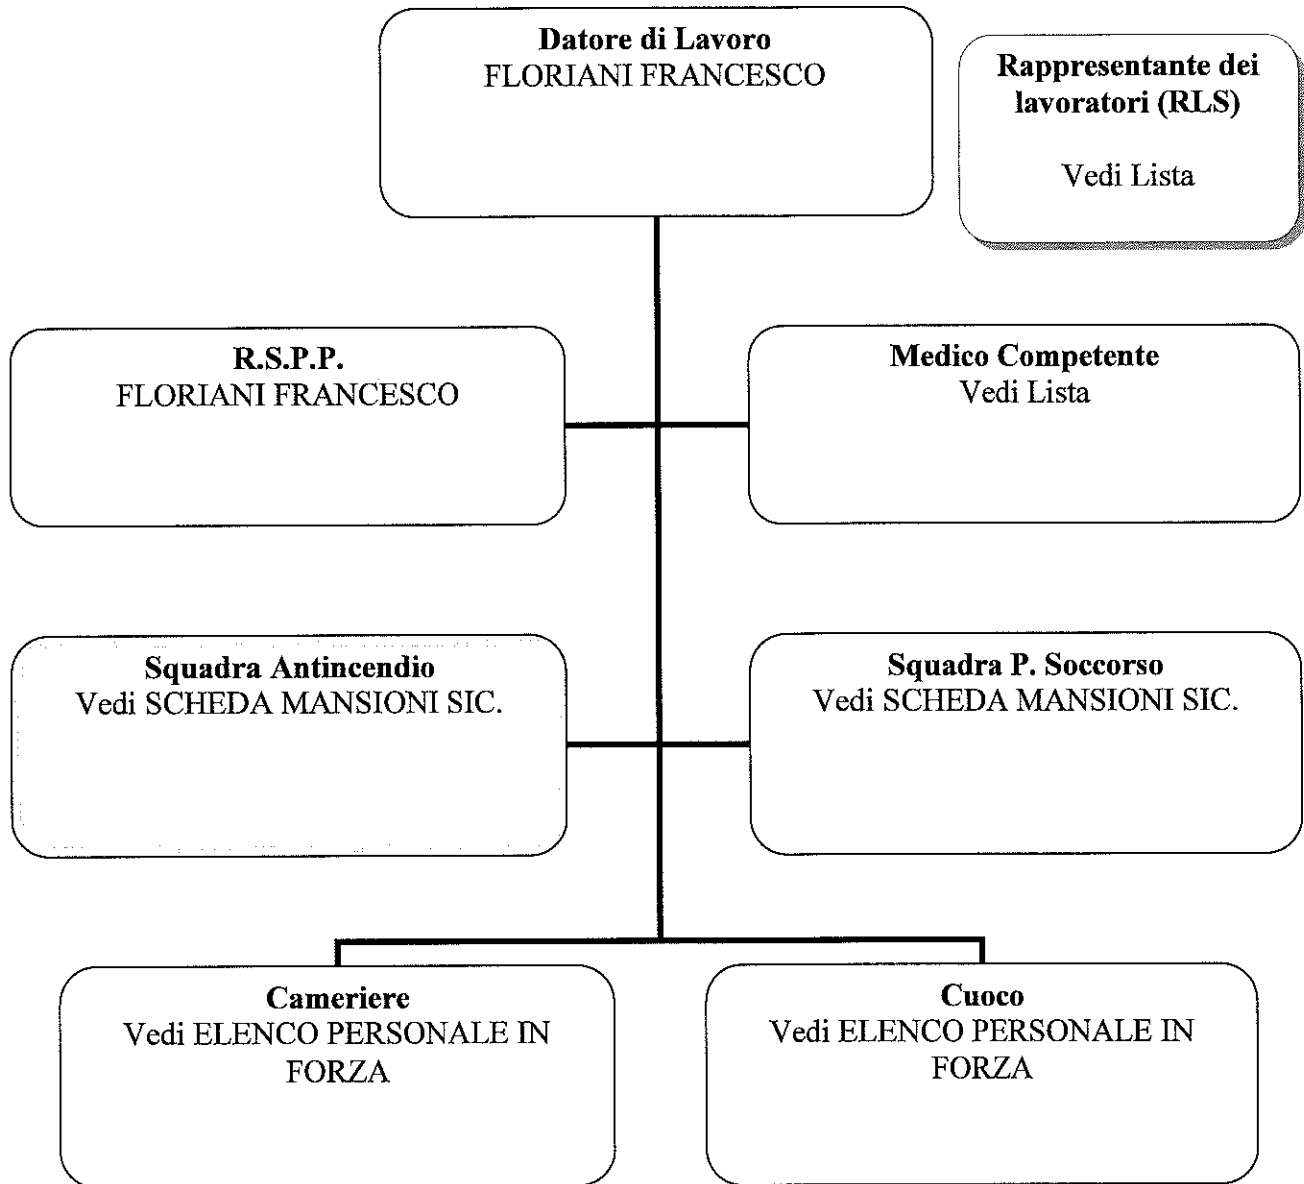 Datore di Lavoro
FLORIANI FRANCESCO
Rappresentante dei
lavoratori (RLS)
Vedi Lista
R.S.P.P.
FLORIANI FRANCESCO
Medico Competente
Vedi Lista
Squadra Antincendio
Vedi SCHEDA MANSIONI SIC.
Squadra P. Soccorso
Vedi SCHEDA MANSIONI SIC.
Cameriere
Vedi ELENCO PERSONALE IN
FORZA
Cuoco
Vedi ELENCO PERSONALE IN
FORZA